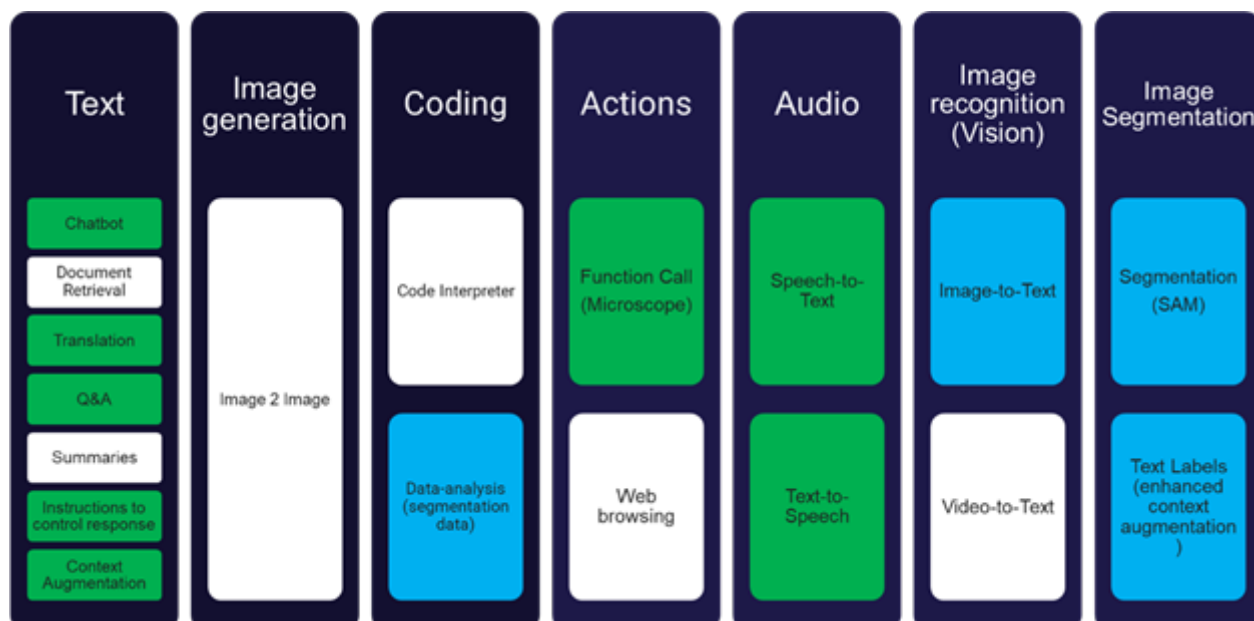 Text
Image
generation
Coding
Actions
Audio
Image
recognition
(Vision)
Image
Segmentation
Chatbot
Document
Retrieval
Translation
Q&A
Summaries
Instructions to
control response
Context
Augmentation
Image 2 Image
Code Interpreter
Data-analysis
(segmentation
data)
Function Call
(Microscope)
Web
browsing
Speech-to-
Text
Text-to-
Speech
Image-to-Text
Video-to-Text
Segmentation
(SAM)
Text Labels
(enhanced
context
augmentation
)